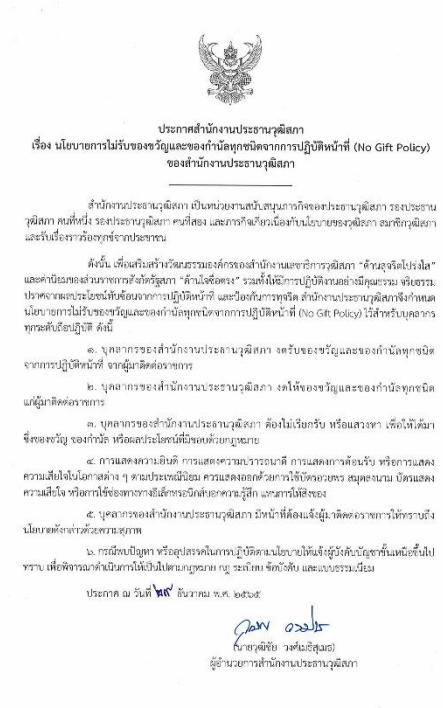 ประกาศสำนักงานประธานวุฒิสภา
เรื่อง นโยบายการไม่รับของขวัญและของกำนัลทุกชนิดจากการปฏิบัติหน้าที่ (No Gift Policy)
ของสำนักงานประธานวุฒิสภา
สำนักงานประธานวุฒิสภา เป็นหน่วยงานสนับสนุนภารกิจของประธานวุฒิสภา รองประธาน
วุฒิสภา คนที่หนึ่ง รองประธานวุฒิสภา คนที่สอง และภารกิจเกี่ยวเนื่องกับนโยบายของวุฒิสภา สมาชิกวุฒิสภา
และรับเรื่องราวร้องทุกข์จากประชาชน
ดังนั้น เพื่อเสริมสร้างวัฒนธรรมองค์กรของสำนักงานเลขาธิการวุฒิสภา “ด้านสุจริตโปร่งใส”
และค่านิยมของส่วนราชการสังกัดรัฐสภา “ด้านใจซื่อตรง” รวมทั้งให้มีการปฏิบัติงานอย่างมีคุณธรรม จริยธรรม
ปราศจากผลประโยชน์ทับซ้อนจากการปฏิบัติหน้าที่ และป้องกันการทุจริต สำนักงานประธานวุฒิสภาจึงกำหนด
นโยบายการไม่รับของขวัญและของกำนัลทุกชนิดจากการปฏิบัติหน้าที่ (No Gift Policy) ไว้สำหรับบุคลากร
ทุกระดับถือปฏิบัติ ดังนี้
๑. บุคลากรของสำนักงานประธานวุฒิสภา งดรับของขวัญและของกำนัลทุกชนิด
จากการปฏิบัติหน้าที่ จากผู้มาติดต่อราชการ
๒. บุคลากรของสำนักงานประธานวุฒิสภา งดให้ของขวัญและของกำนัลทุกชนิด
แก่ผู้มาติดต่อราชการ
๓. บุคลากรของสำนักงานประธานวุฒิสภา ต้องไม่เรียกรับ หรือแสวงหา เพื่อให้ได้มา
ซึ่งของขวัญ ของกำนัล หรือผลประโยชน์ที่มิชอบด้วยกฎหมาย
๔. การแสดงความยินดี การแสดงความปรารถนาดี การแสดงการต้อนรับ หรือการแสดง
ความเสียใจในโอกาสต่าง ๆ ตามประเพณีนิยม ควรแสดงออกด้วยการใช้บัตรอวยพร สมุดลงนาม บัตรแสดง
ความเสียใจ หรือการใช้ช่องทางทางอิเล็กทรอนิกส์บอกความรู้สึก แทนการให้สิ่งของ
๕. บุคลากรของสำนักงานประธานวุฒิสภา มีหน้าที่ต้องแจ้งผู้มาติดต่อราชการให้ทราบถึง
นโยบายดังกล่าวด้วยความสุภาพ
๖. กรณีพบปัญหา หรืออุปสรรคในการปฏิบัติตามนโยบายให้แจ้งผู้บังคับบัญชาชั้นเหนือขึ้นไป
ทราบ เพื่อพิจารณาดำเนินการให้เป็นไปตามกฎหมาย กฎ ระเบียบ ข้อบังคับ และแบบธรรมเนียม
ประกาศ ณ วันที่ ธันวาคม พ.ศ. ๒๕๖๕
(นายวุฒิชัย วงศ์เมธิสุเมธ)
ผู้อำนวยการสำนักงานประธานวุฒิสภา